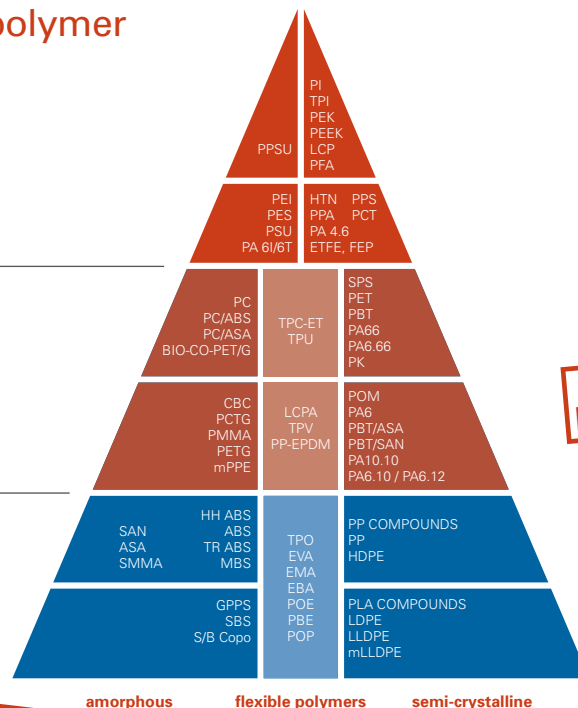 polymer
PPSU
PI
TPI
PEK
PEEK
LCP
PFA
PEI
PES
PSU
PA 6I/6T
HTN PPS
PPA PCT
PA 4.6
ETFE, FEP
PC
PC/ABS
PC/ASA
BIO-CO-PET/G
TPC-ET
TPU
SPS
PET
PBT
PA66
PA6.66
PK
CBC
PCTG
PMMA
PETG
mPPE
LCPA
TPV
PP-EPDM
POM
PA6
PBT/ASA
PBT/SAN
PA10.10
PA6.10 / PA6.12
HH ABS
SAN ABS
ASA TR ABS
SMMA MBS
TPO
EVA
EMA
EBA
POE
PBE
POP
PP COMPOUNDS
PP
HDPE
GPPS
SBS
S/B Copo
PLA COMPOUNDS
LDPE
LLDPE
mLLDPE
amorphous flexible polymers semi-crystalline